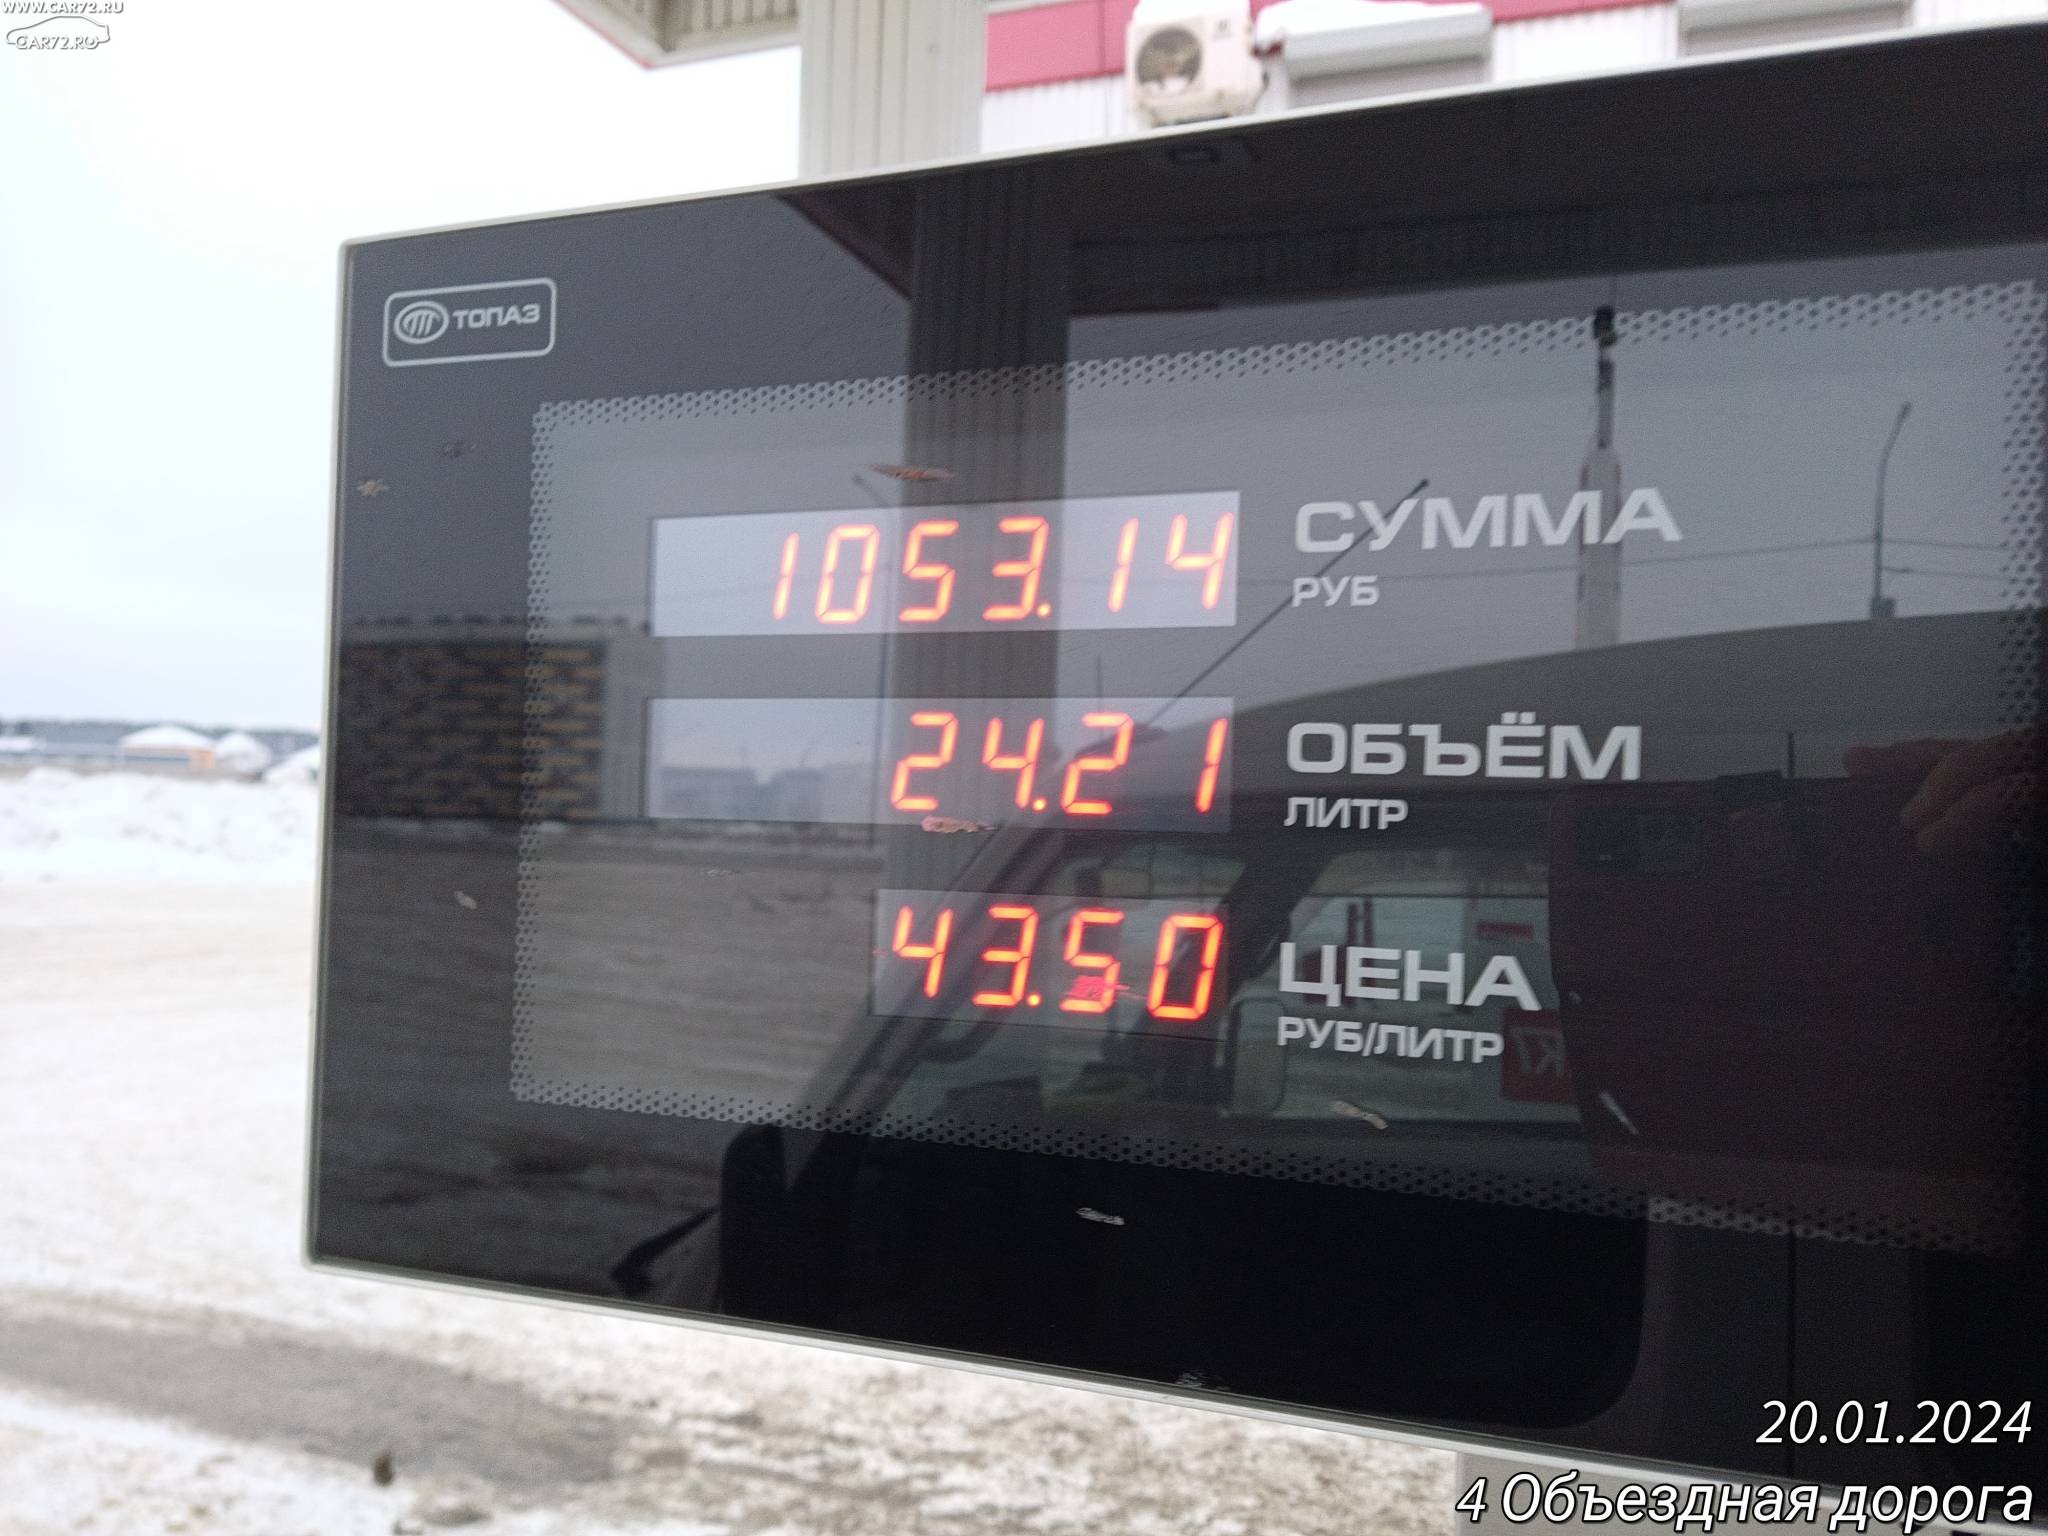 WWW.CAR72.RU
CAR72.RU
ТОПАЗ
1053.14 СУММА
РУБ
24.21 ОБЪЁМ
ЛИТР
43.50 ЦЕНА
РУБ/ЛИТР
20.01.2024
4 Объездная дорога